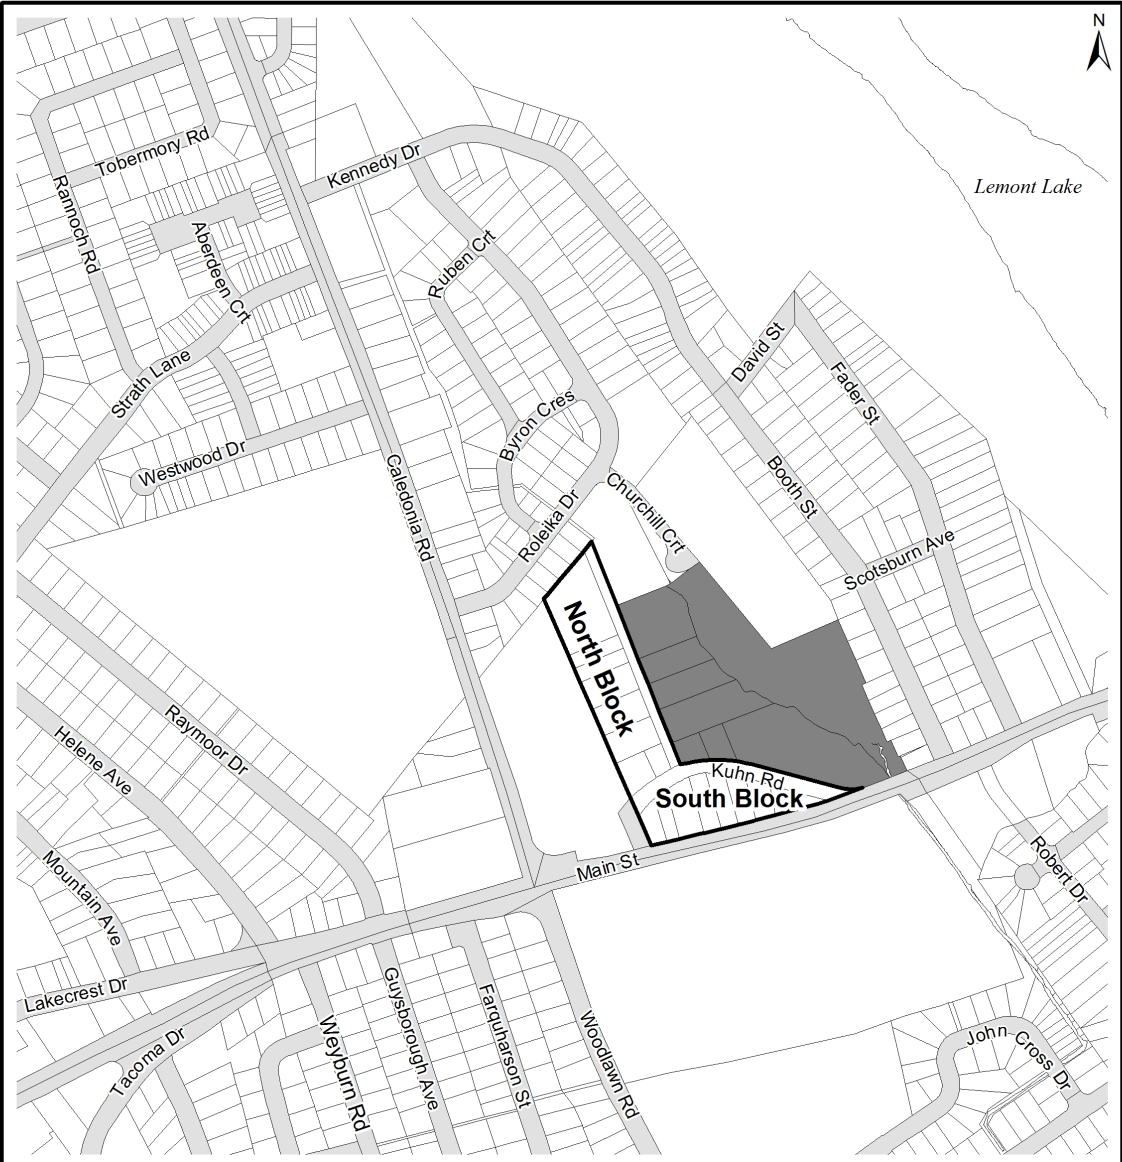 N
Tobermory Rd
Kennedy Dr
Lemont Lake
Rannoch Rd
Aberdeen Crt
Ruben Crt
David St
Strath Lane
Fader St
Byron Cres
Westwood Dr
Caledonia Rd
Churchill Crt
Booth St
Roleika Dr
Scotsburn Ave
North Block
Raymoor Dr
Helene Ave
Kuhn Rd
South Block
Main St
Mountain Ave
Robert Dr
Lakecrest Dr
Guysborough Ave
Farquharson St
Woodlawn Rd
Weyburn Rd
Tacoma Dr
John Cross Dr